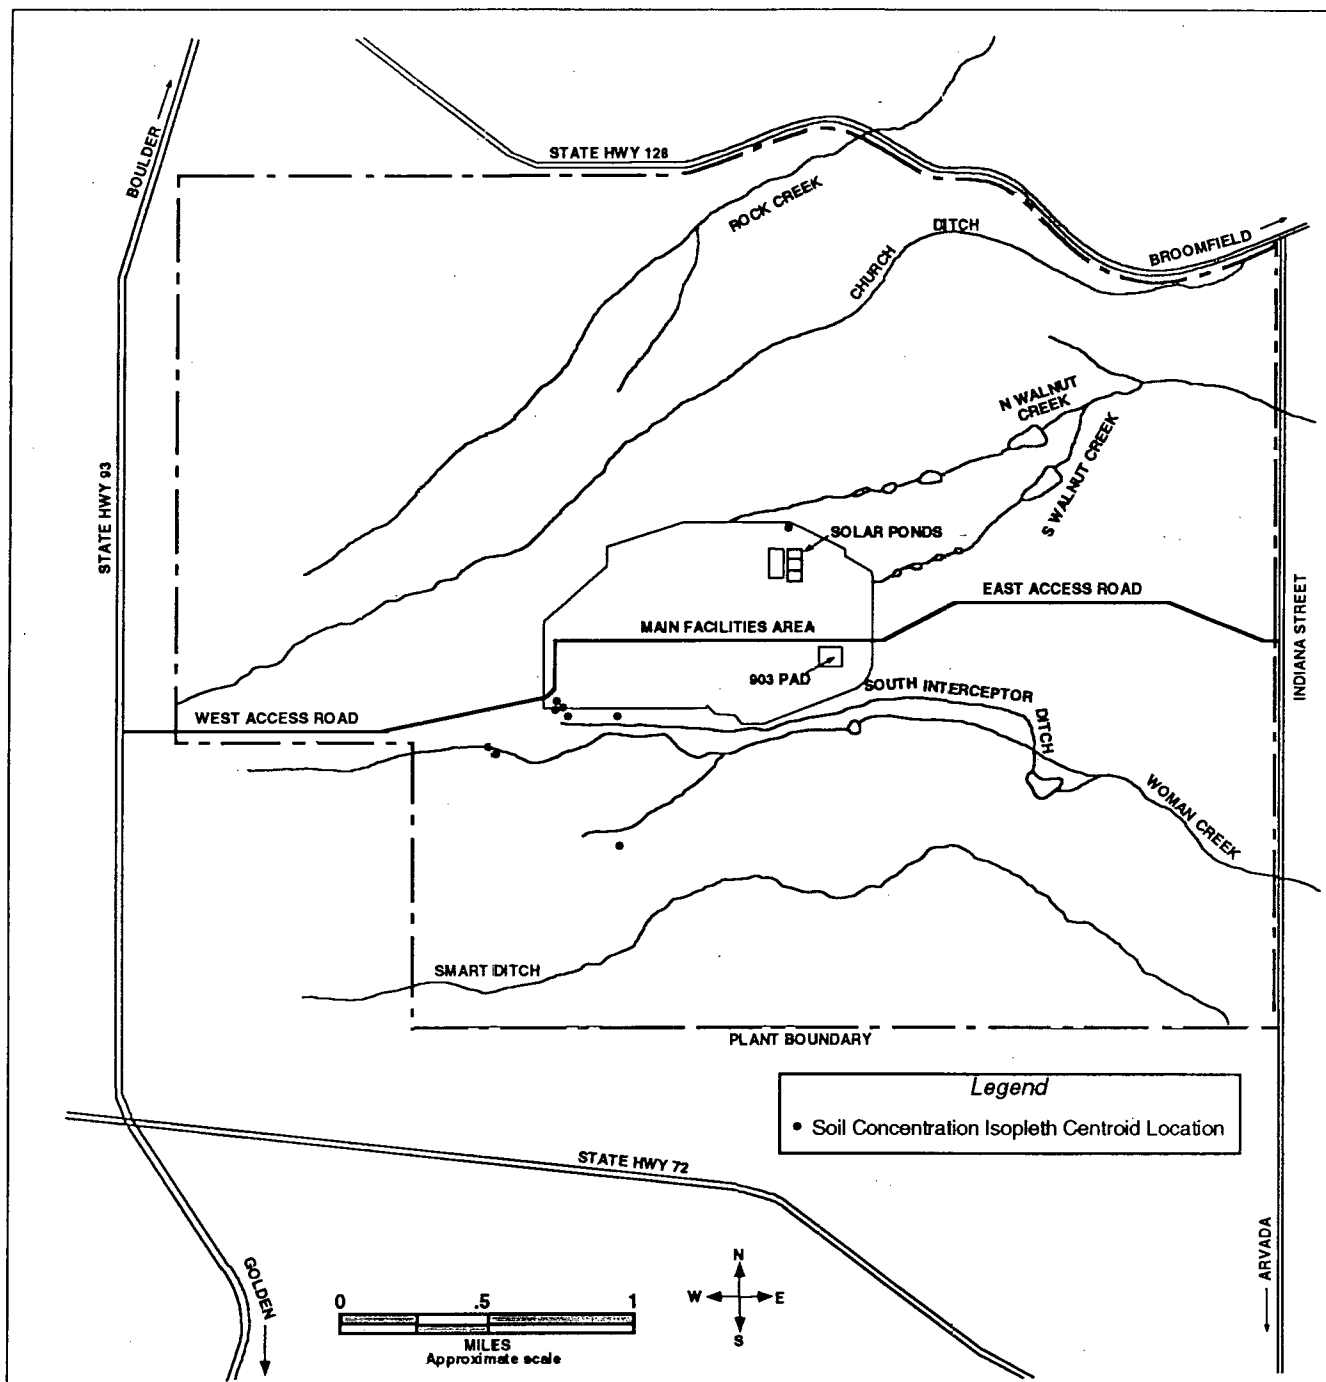 BOULDER
STATE HWY 128
ROCK CREEK
CHURCH
DITCH
BROOMFIELD
N WALNUT
CREEK
S WALNUT CREEK
STATE HWY 93
SOLAR PONDS
EAST ACCESS ROAD
MAIN FACILITIES AREA
INDIANA STREET
903 PAD
SOUTH INTERCEPTOR
DITCH
WEST ACCESS ROAD
WOMAN CREEK
SMART DITCH
PLANT BOUNDARY
Legend
• Soil Concentration Isopleth Centroid Location
STATE HWY 72
GOLDEN
ARVADA
0 .5 1
MILES
Approximate scale
N
W E
S